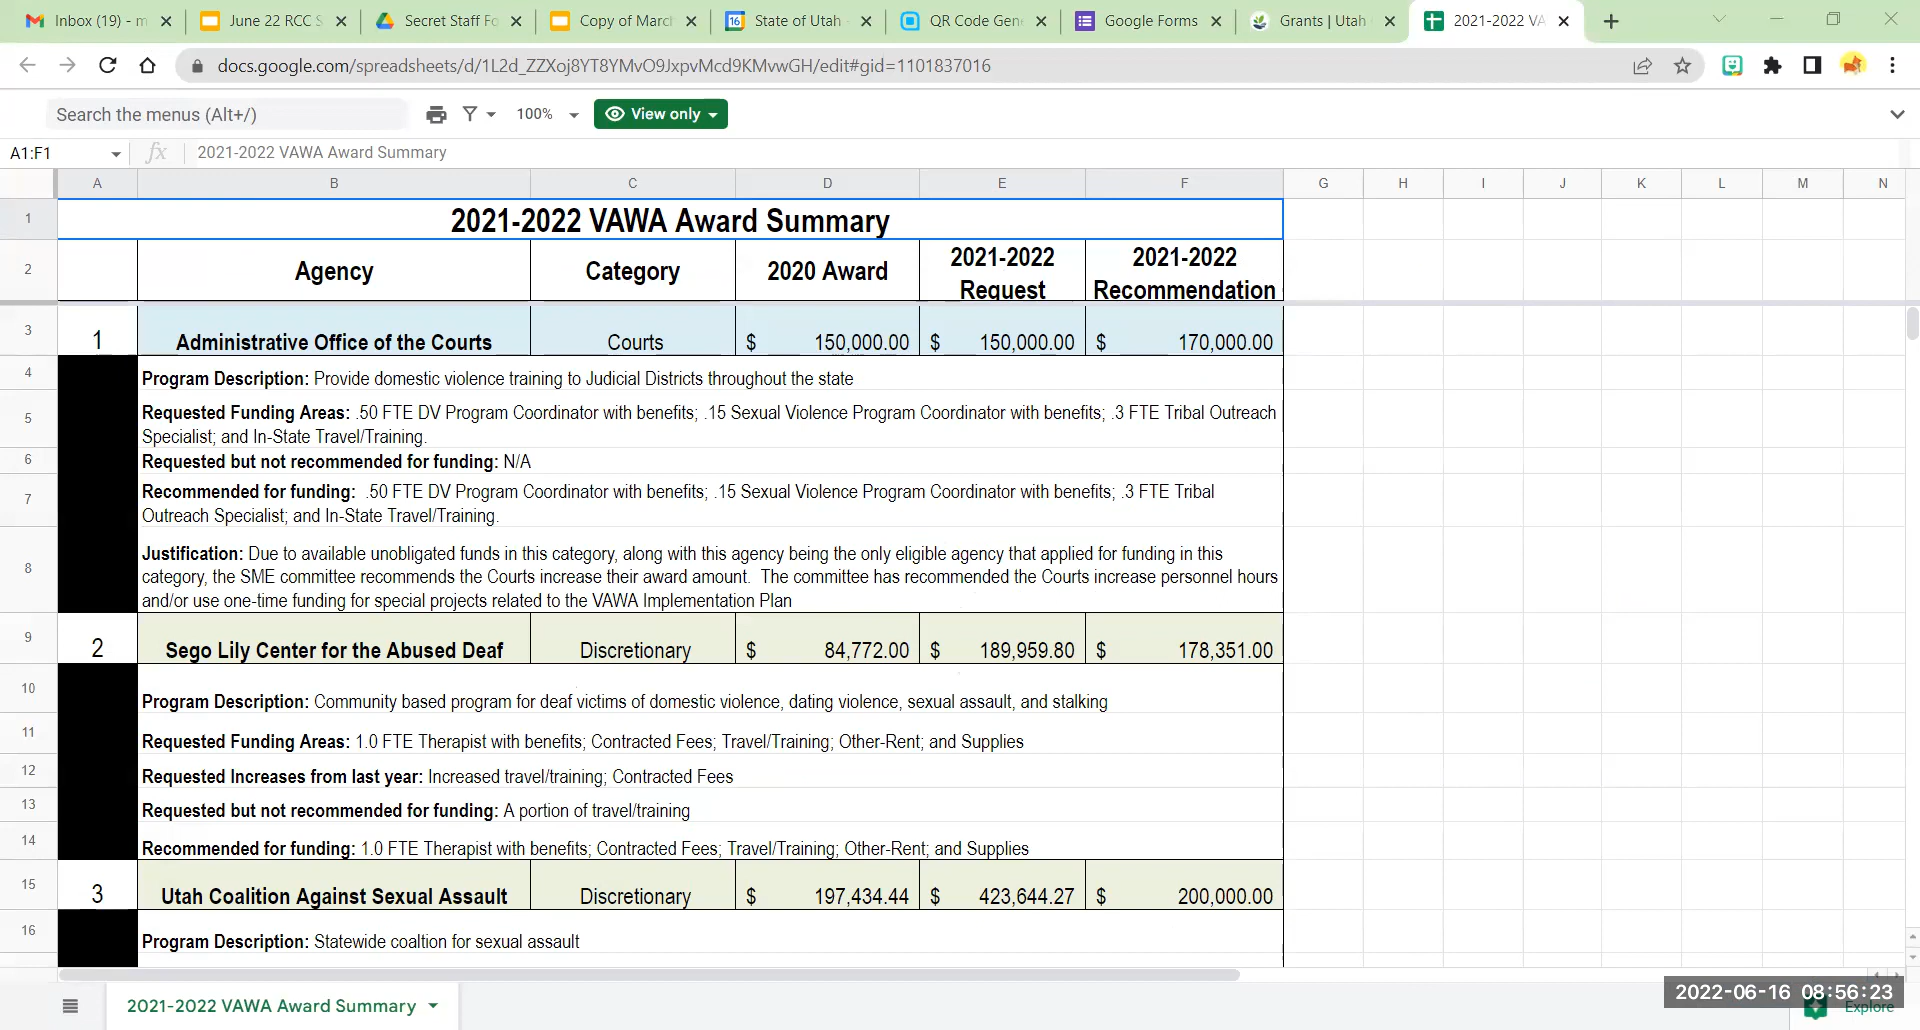 Inbox (19) - m
June 22 RCC S
Secret Staff Fo
Copy of March
State of Utah -
QR Code Gene
Google Forms
Grants | Utah
2021-2022 VA
docs.google.com/spreadsheets/d/1L2d_ZZXoj8YT8YMvO9JxpvMcd9KMvwGH/edit#gid=1101837016
Search the menus (Alt+/)
100%
View only
A1:F1
fx
2021-2022 VAWA Award Summary
A B C D E F G H I J K L M N
1 2021-2022 VAWA Award Summary
2 Agency Category 2020 Award 2021-2022 Request 2021-2022 Recommendation
3 1 Administrative Office of the Courts Courts $ 150,000.00 $ 150,000.00 $ 170,000.00
4 Program Description: Provide domestic violence training to Judicial Districts throughout the state
5 Requested Funding Areas: .50 FTE DV Program Coordinator with benefits; .15 Sexual Violence Program Coordinator with benefits; .3 FTE Tribal Outreach
Specialist; and In-State Travel/Training.
6 Requested but not recommended for funding: N/A
7 Recommended for funding: .50 FTE DV Program Coordinator with benefits; .15 Sexual Violence Program Coordinator with benefits; .3 FTE Tribal
Outreach Specialist; and In-State Travel/Training.
8 Justification: Due to available unobligated funds in this category, along with this agency being the only eligible agency that applied for funding in this
category, the SME committee recommends the Courts increase their award amount. The committee has recommended the Courts increase personnel hours
and/or use one-time funding for special projects related to the VAWA Implementation Plan
9 2 Sego Lily Center for the Abused Deaf Discretionary $ 84,772.00 $ 189,959.80 $ 178,351.00
10 Program Description: Community based program for deaf victims of domestic violence, dating violence, sexual assault, and stalking
11 Requested Funding Areas: 1.0 FTE Therapist with benefits; Contracted Fees; Travel/Training; Other-Rent; and Supplies
12 Requested Increases from last year: Increased travel/training; Contracted Fees
13 Requested but not recommended for funding: A portion of travel/training
14 Recommended for funding: 1.0 FTE Therapist with benefits; Contracted Fees; Travel/Training; Other-Rent; and Supplies
15 3 Utah Coalition Against Sexual Assault Discretionary $ 197,434.44 $ 423,644.27 $ 200,000.00
16 Program Description: Statewide coaltion for sexual assault
2021-2022 VAWA Award Summary
2022-06-16 08:56:23
Explore